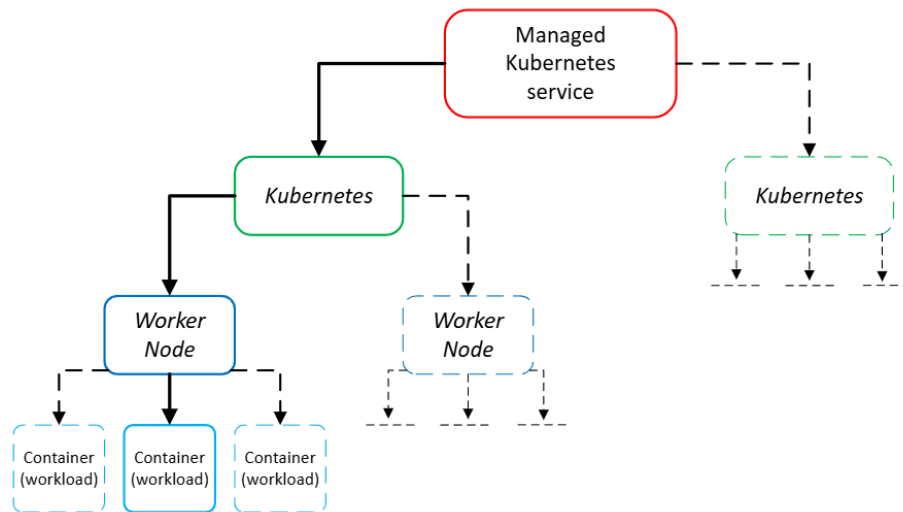 Managed
Kubernetes
service
Kubernetes
Kubernetes
Worker
Node
Worker
Node
Container
(workload)
Container
(workload)
Container
(workload)